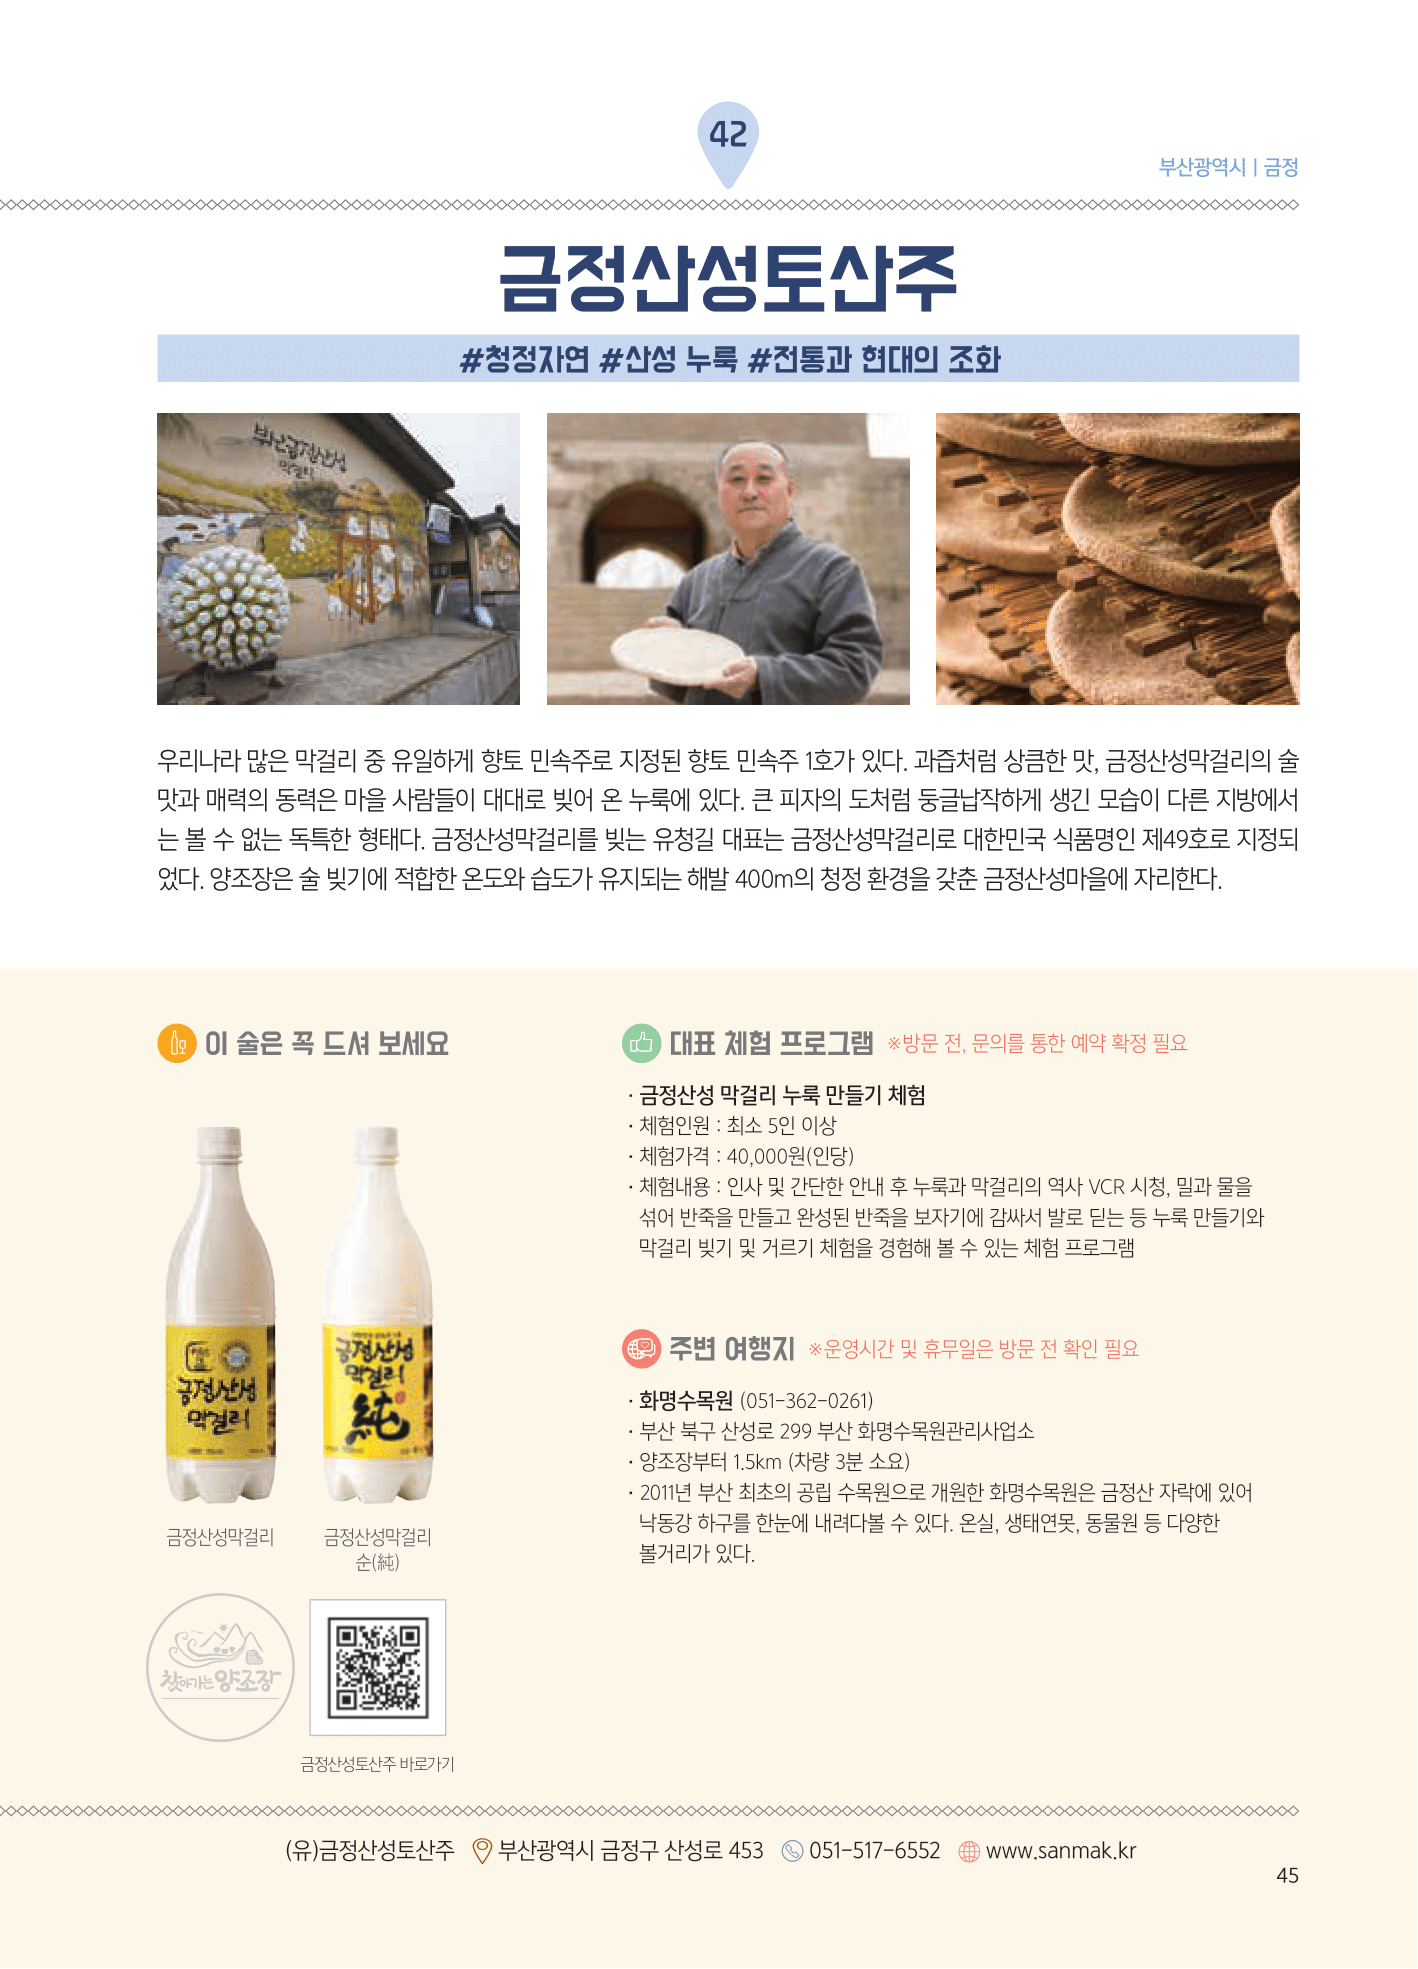 42
부산광역시 | 금정
금정산성토산주
#청정자연 #산성 누룩 #전통과 현대의 조화
부산금정산성
막걸리
우리나라 많은 막걸리 중 유일하게 향토 민속주로 지정된 향토 민속주 1호가 있다. 과즙처럼 상큼한 맛, 금정산성막걸리의 술
맛과 매력의 동력은 마을 사람들이 대대로 빚어 온 누룩에 있다. 큰 피자의 도처럼 둥글납작하게 생긴 모습이 다른 지방에서
는 볼 수 없는 독특한 형태다. 금정산성막걸리를 빚는 유청길 대표는 금정산성막걸리로 대한민국 식품명인 제49호로 지정되
었다. 양조장은 술 빚기에 적합한 온도와 습도가 유지되는 해발 400m의 청정 환경을 갖춘 금정산성마을에 자리한다.
이 술은 꼭 드셔 보세요
금정산성
막걸리
금정산성
막걸리
純
금정산성막걸리
금정산성막걸리
순(純)
찾아가는 양조장
금정산성토산주 바로가기
대표 체험 프로그램 ※방문 전, 문의를 통한 예약 확정 필요
· 금정산성 막걸리 누룩 만들기 체험
· 체험인원 : 최소 5인 이상
· 체험가격 : 40,000원(인당)
· 체험내용 : 인사 및 간단한 안내 후 누룩과 막걸리의 역사 VCR 시청, 밀과 물을
섞어 반죽을 만들고 완성된 반죽을 보자기에 감싸서 발로 딛는 등 누룩 만들기와
막걸리 빚기 및 거르기 체험을 경험해 볼 수 있는 체험 프로그램
주변 여행지 ※운영시간 및 휴무일은 방문 전 확인 필요
· 화명수목원 (051-362-0261)
· 부산 북구 산성로 299 부산 화명수목원관리사업소
· 양조장부터 1.5km (차량 3분 소요)
· 2011년 부산 최초의 공립 수목원으로 개원한 화명수목원은 금정산 자락에 있어
낙동강 하구를 한눈에 내려다볼 수 있다. 온실, 생태연못, 동물원 등 다양한
볼거리가 있다.
(유)금정산성토산주 부산광역시 금정구 산성로 453 051-517-6552 www.sanmak.kr
45